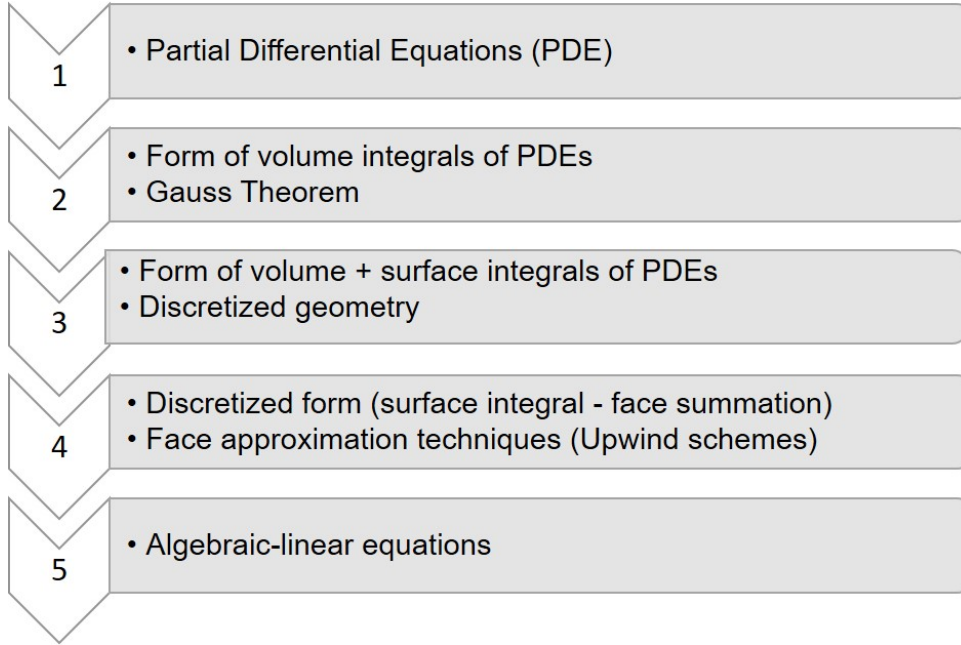 1
• Partial Differential Equations (PDE)
2
• Form of volume integrals of PDEs
• Gauss Theorem
3
• Form of volume + surface integrals of PDEs
• Discretized geometry
4
• Discretized form (surface integral - face summation)
• Face approximation techniques (Upwind schemes)
5
• Algebraic-linear equations